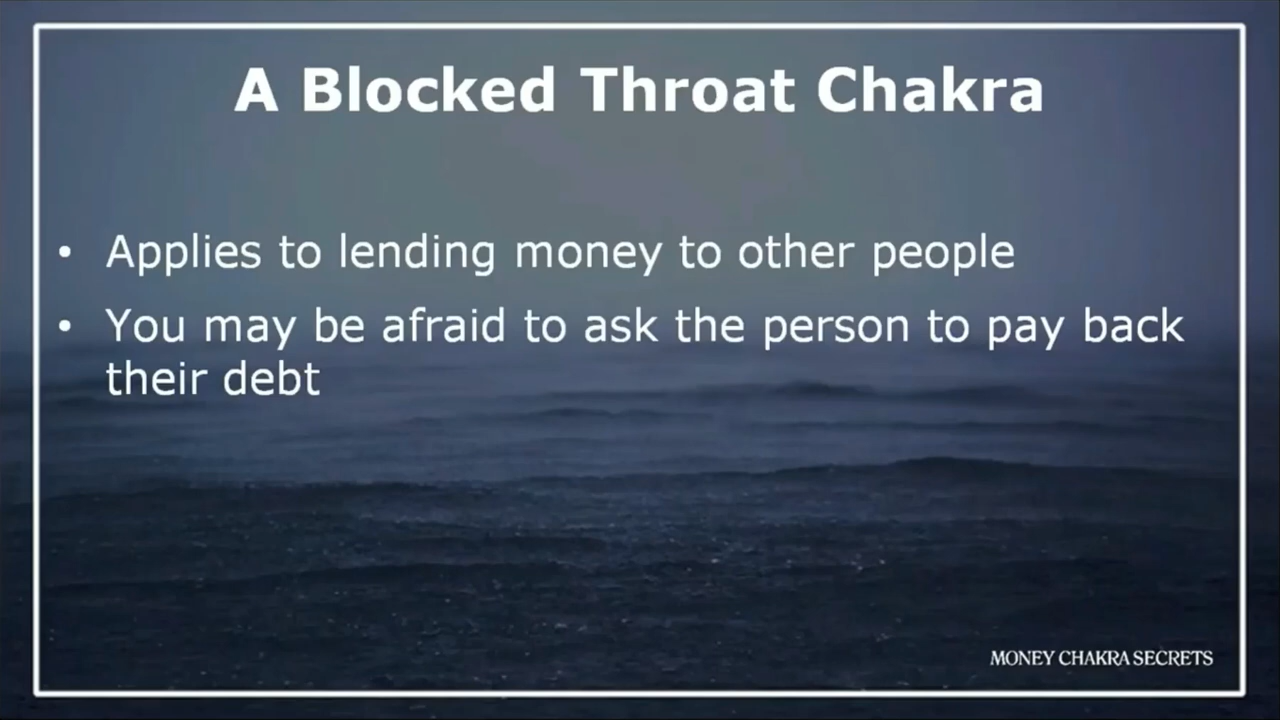 A Blocked Throat Chakra
• Applies to lending money to other people
• You may be afraid to ask the person to pay back
their debt
MONEY CHAKRA SECRETS